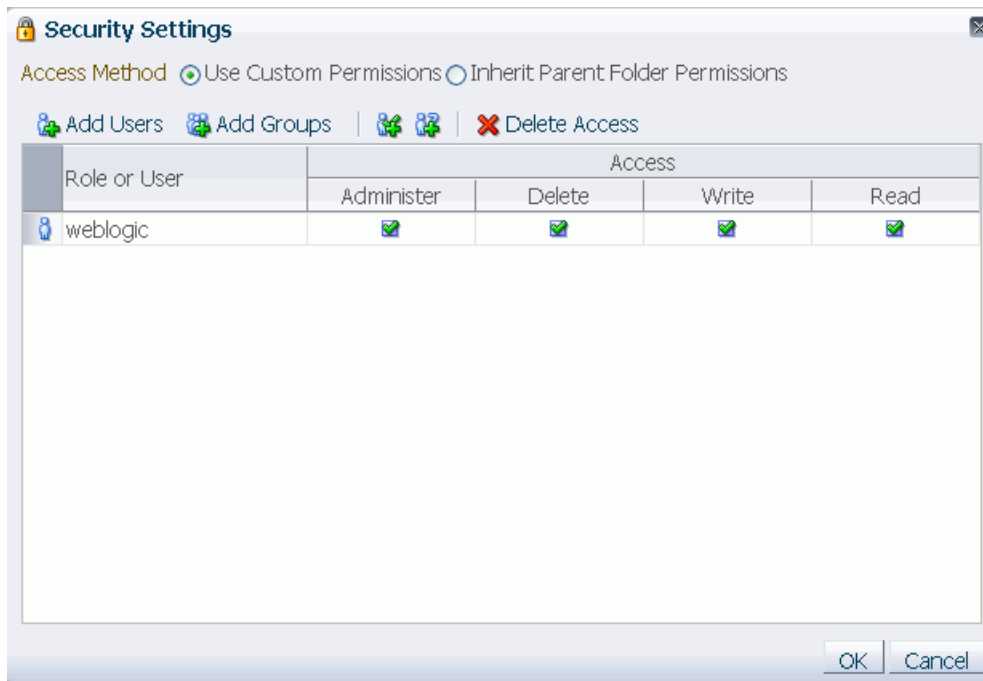 Security Settings
Access Method Use Custom Permissions Inherit Parent Folder Permissions
Add Users Add Groups Delete Access
Role or User
Access
Administer Delete Write Read
weblogic
OK Cancel